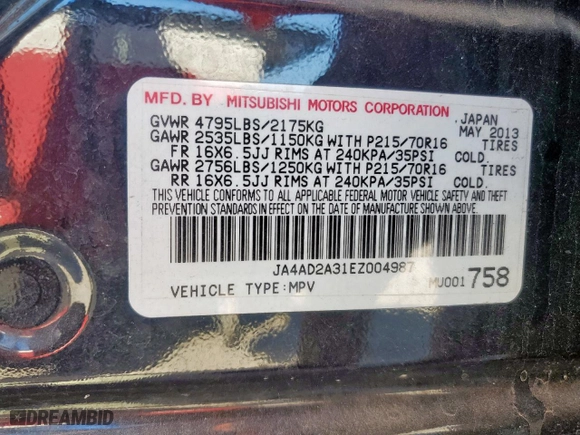 MFD. BY MITSUBISHI MOTORS CORPORATION
JAPAN
GVWR 4795LBS/2175KG MAY 2013
GAWR 2535LBS/1150KG WITH P215/70R16 TIRES
FR 16X6.5JJ RIMS AT 240KPA/35PSI COLD.
GAWR 2756LBS/1250KG WITH P215/70R16 TIRES
RR 16X6.5JJ RIMS AT 240KPA/35PSI COLD.
THIS VEHICLE CONFORMS TO ALL APPLICABLE FEDERAL MOTOR VEHICLE SAFETY AND THEFT
PREVENTION STANDARDS IN EFFECT ON THE DATE OF MANUFACTURE SHOWN ABOVE.
JA4AD2A31EZ004987
VEHICLE TYPE:MPV MU001758
DREAMBID